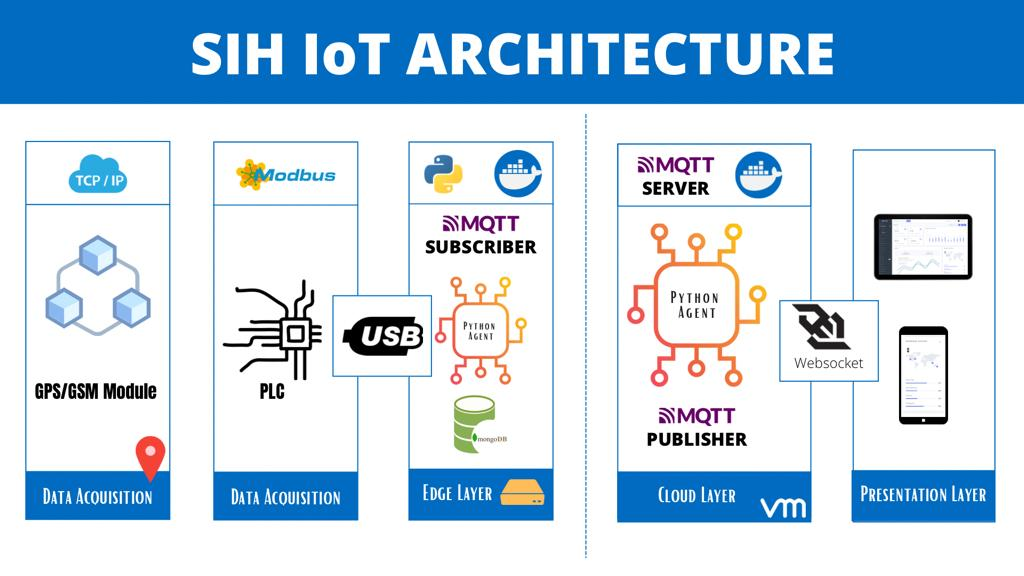 SIH IoT ARCHITECTURE
TCP / IP
GPS/GSM Module
Data Acquisition
Modbus
PLC
Data Acquisition
USB
MQTT
SUBSCRIBER
Python
Agent
mongoDB
Edge Layer
MQTT
SERVER
Python
Agent
MQTT
PUBLISHER
Cloud Layer
vm
Websocket
Presentation Layer